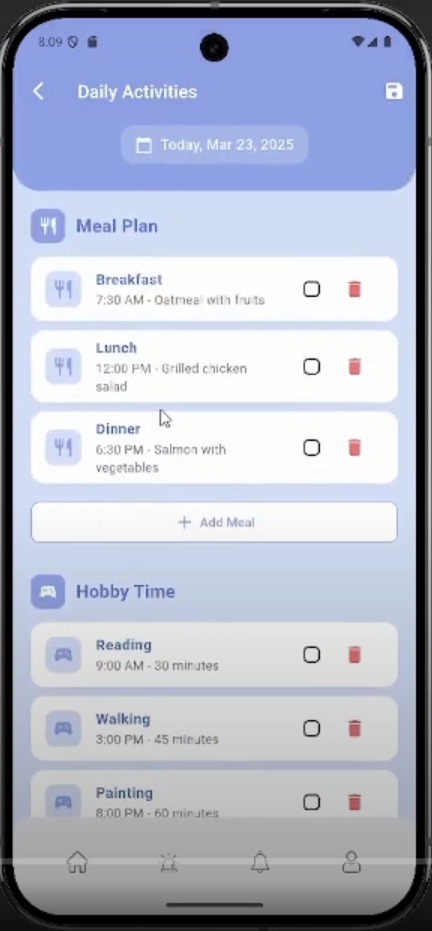 8:09
Daily Activities
Today, Mar 23, 2025
Meal Plan
Breakfast
7:30 AM - Oatmeal with fruits
Lunch
12:00 PM - Grilled chicken
salad
Dinner
6:30 PM - Salmon with
vegetables
+ Add Meal
Hobby Time
Reading
9:00 AM - 30 minutes
Walking
3:00 PM - 45 minutes
Painting
8:00 PM - 60 minutes